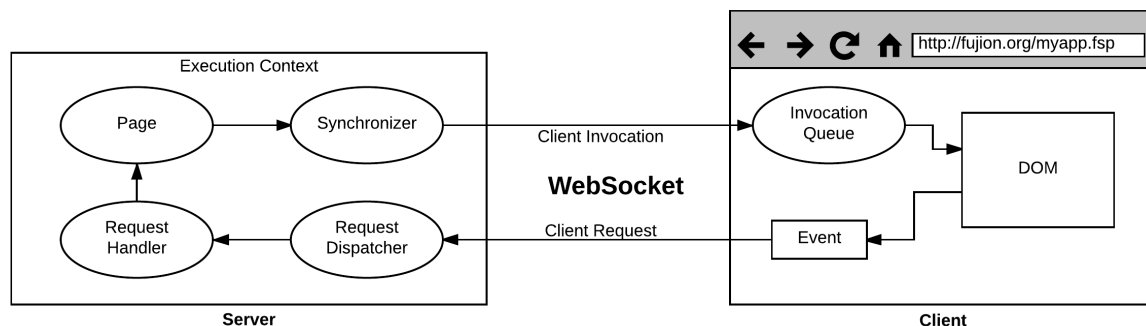 http://fujion.org/myapp.fsp
Execution Context
Page
Synchronizer
Client Invocation
Invocation
Queue
DOM
WebSocket
Request
Handler
Request
Dispatcher
Client Request
Event
Server
Client